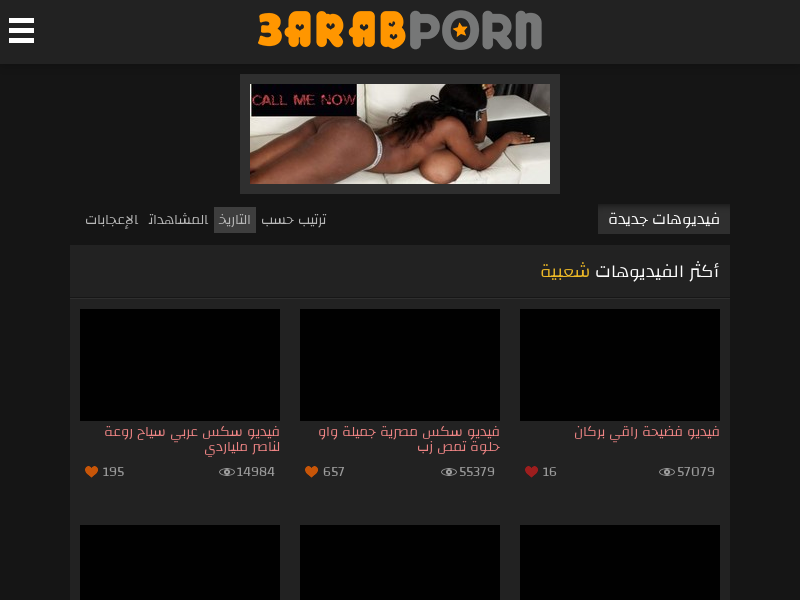 3ARABPORN
CALL ME NOW
فيديوهات جديدة
ترتيب حسب التاريخ المشاهدات الإعجابات
أكثر الفيديوهات شعبية
فيديو فضيحة راقي بركان
57079
16
فيديو سكس مصرية جميلة واو
حلوة تمص زب
55379
657
فيديو سكس عربي سياح روعة
لناصر ملياردي
14984
195